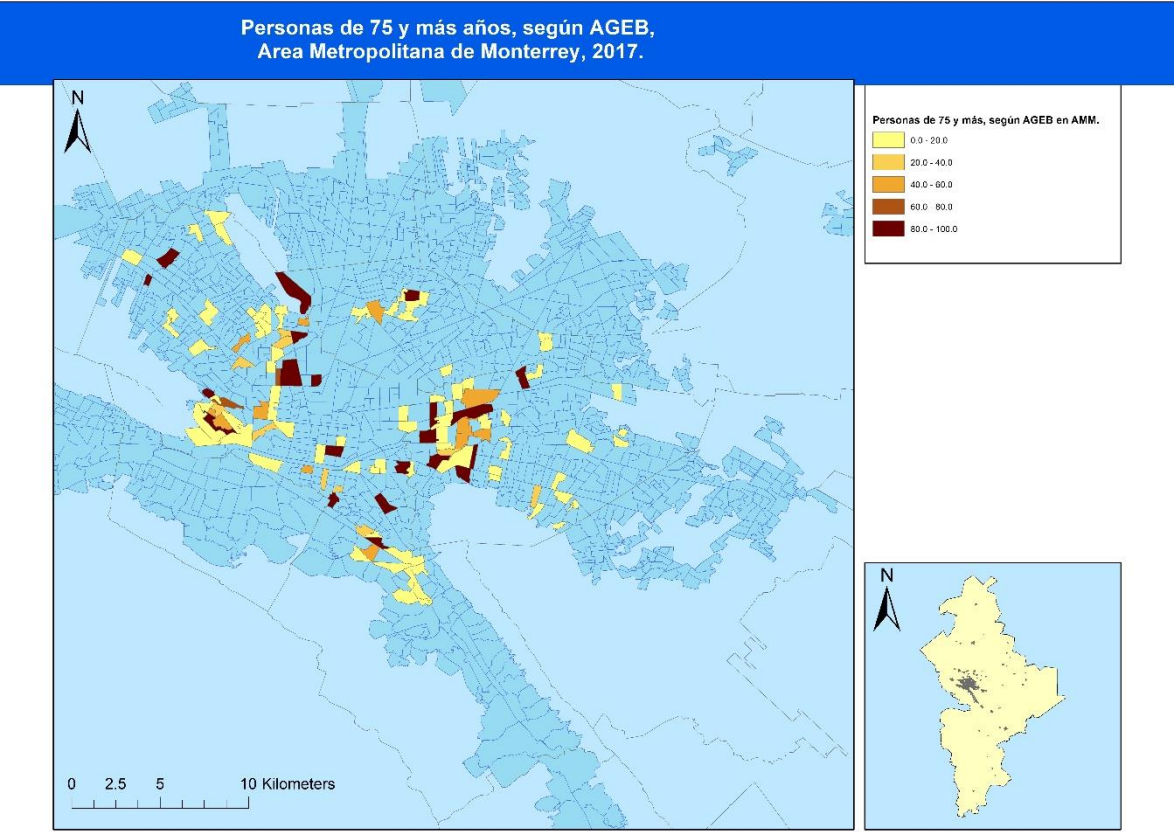 Personas de 75 y más años, según AGEB,
Area Metropolitana de Monterrey, 2017.
N
Personas de 75 y más, según AGEB en AMM.
0.0 - 20.0
20.0 - 40.0
40.0 - 60.0
60.0 - 80.0
80.0 - 100.0
N
0 2.5 5 10 Kilometers